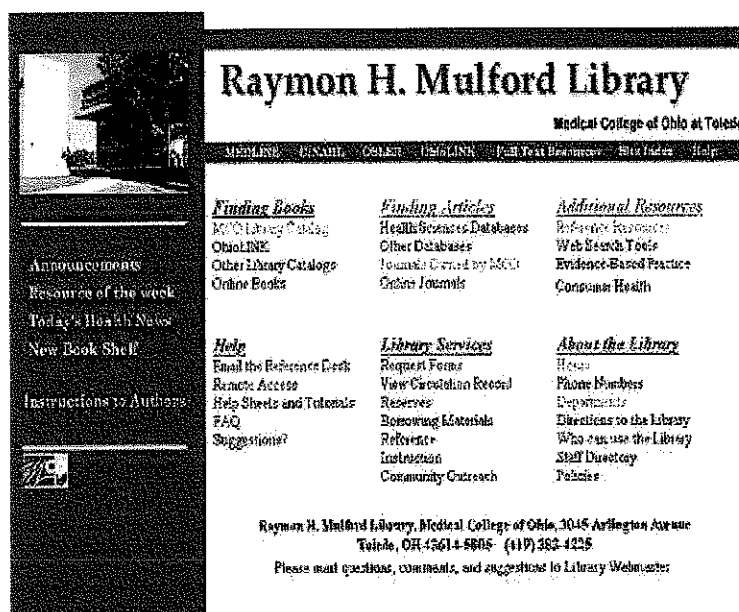 Raymon H. Mulford Library
Medical College of Ohio at Toledo
MEDLINE CINAHL OhioLINK Full Text Resources Site Index Help
Announcements
Resource of the week
Today's Health News
New Book Shelf
Instructions to Authors
Finding Books
MCO Library Catalog
OhioLINK
Other Library Catalogs
Online Books
Finding Articles
Health Sciences Databases
Other Databases
Journals Owned by MCO
Online Journals
Additional Resources
Reference Resources
Web Search Tools
Evidence-Based Practice
Consumer Health
Help
Email the Reference Desk
Remote Access
Help Sheets and Tutorials
FAQ
Suggestions?
Library Services
Request Forms
View Circulation Record
Reserves
Borrowing Materials
Reference
Instruction
Community Outreach
About the Library
Hours
Phone Numbers
Departments
Directions to the Library
Who can use the Library
Staff Directory
Policies
Raymon H. Mulford Library, Medical College of Ohio, 3045 Arlington Avenue
Toledo, OH 43614-5805 (419) 383-4225
Please mail questions, comments, and suggestions to Library Webmaster